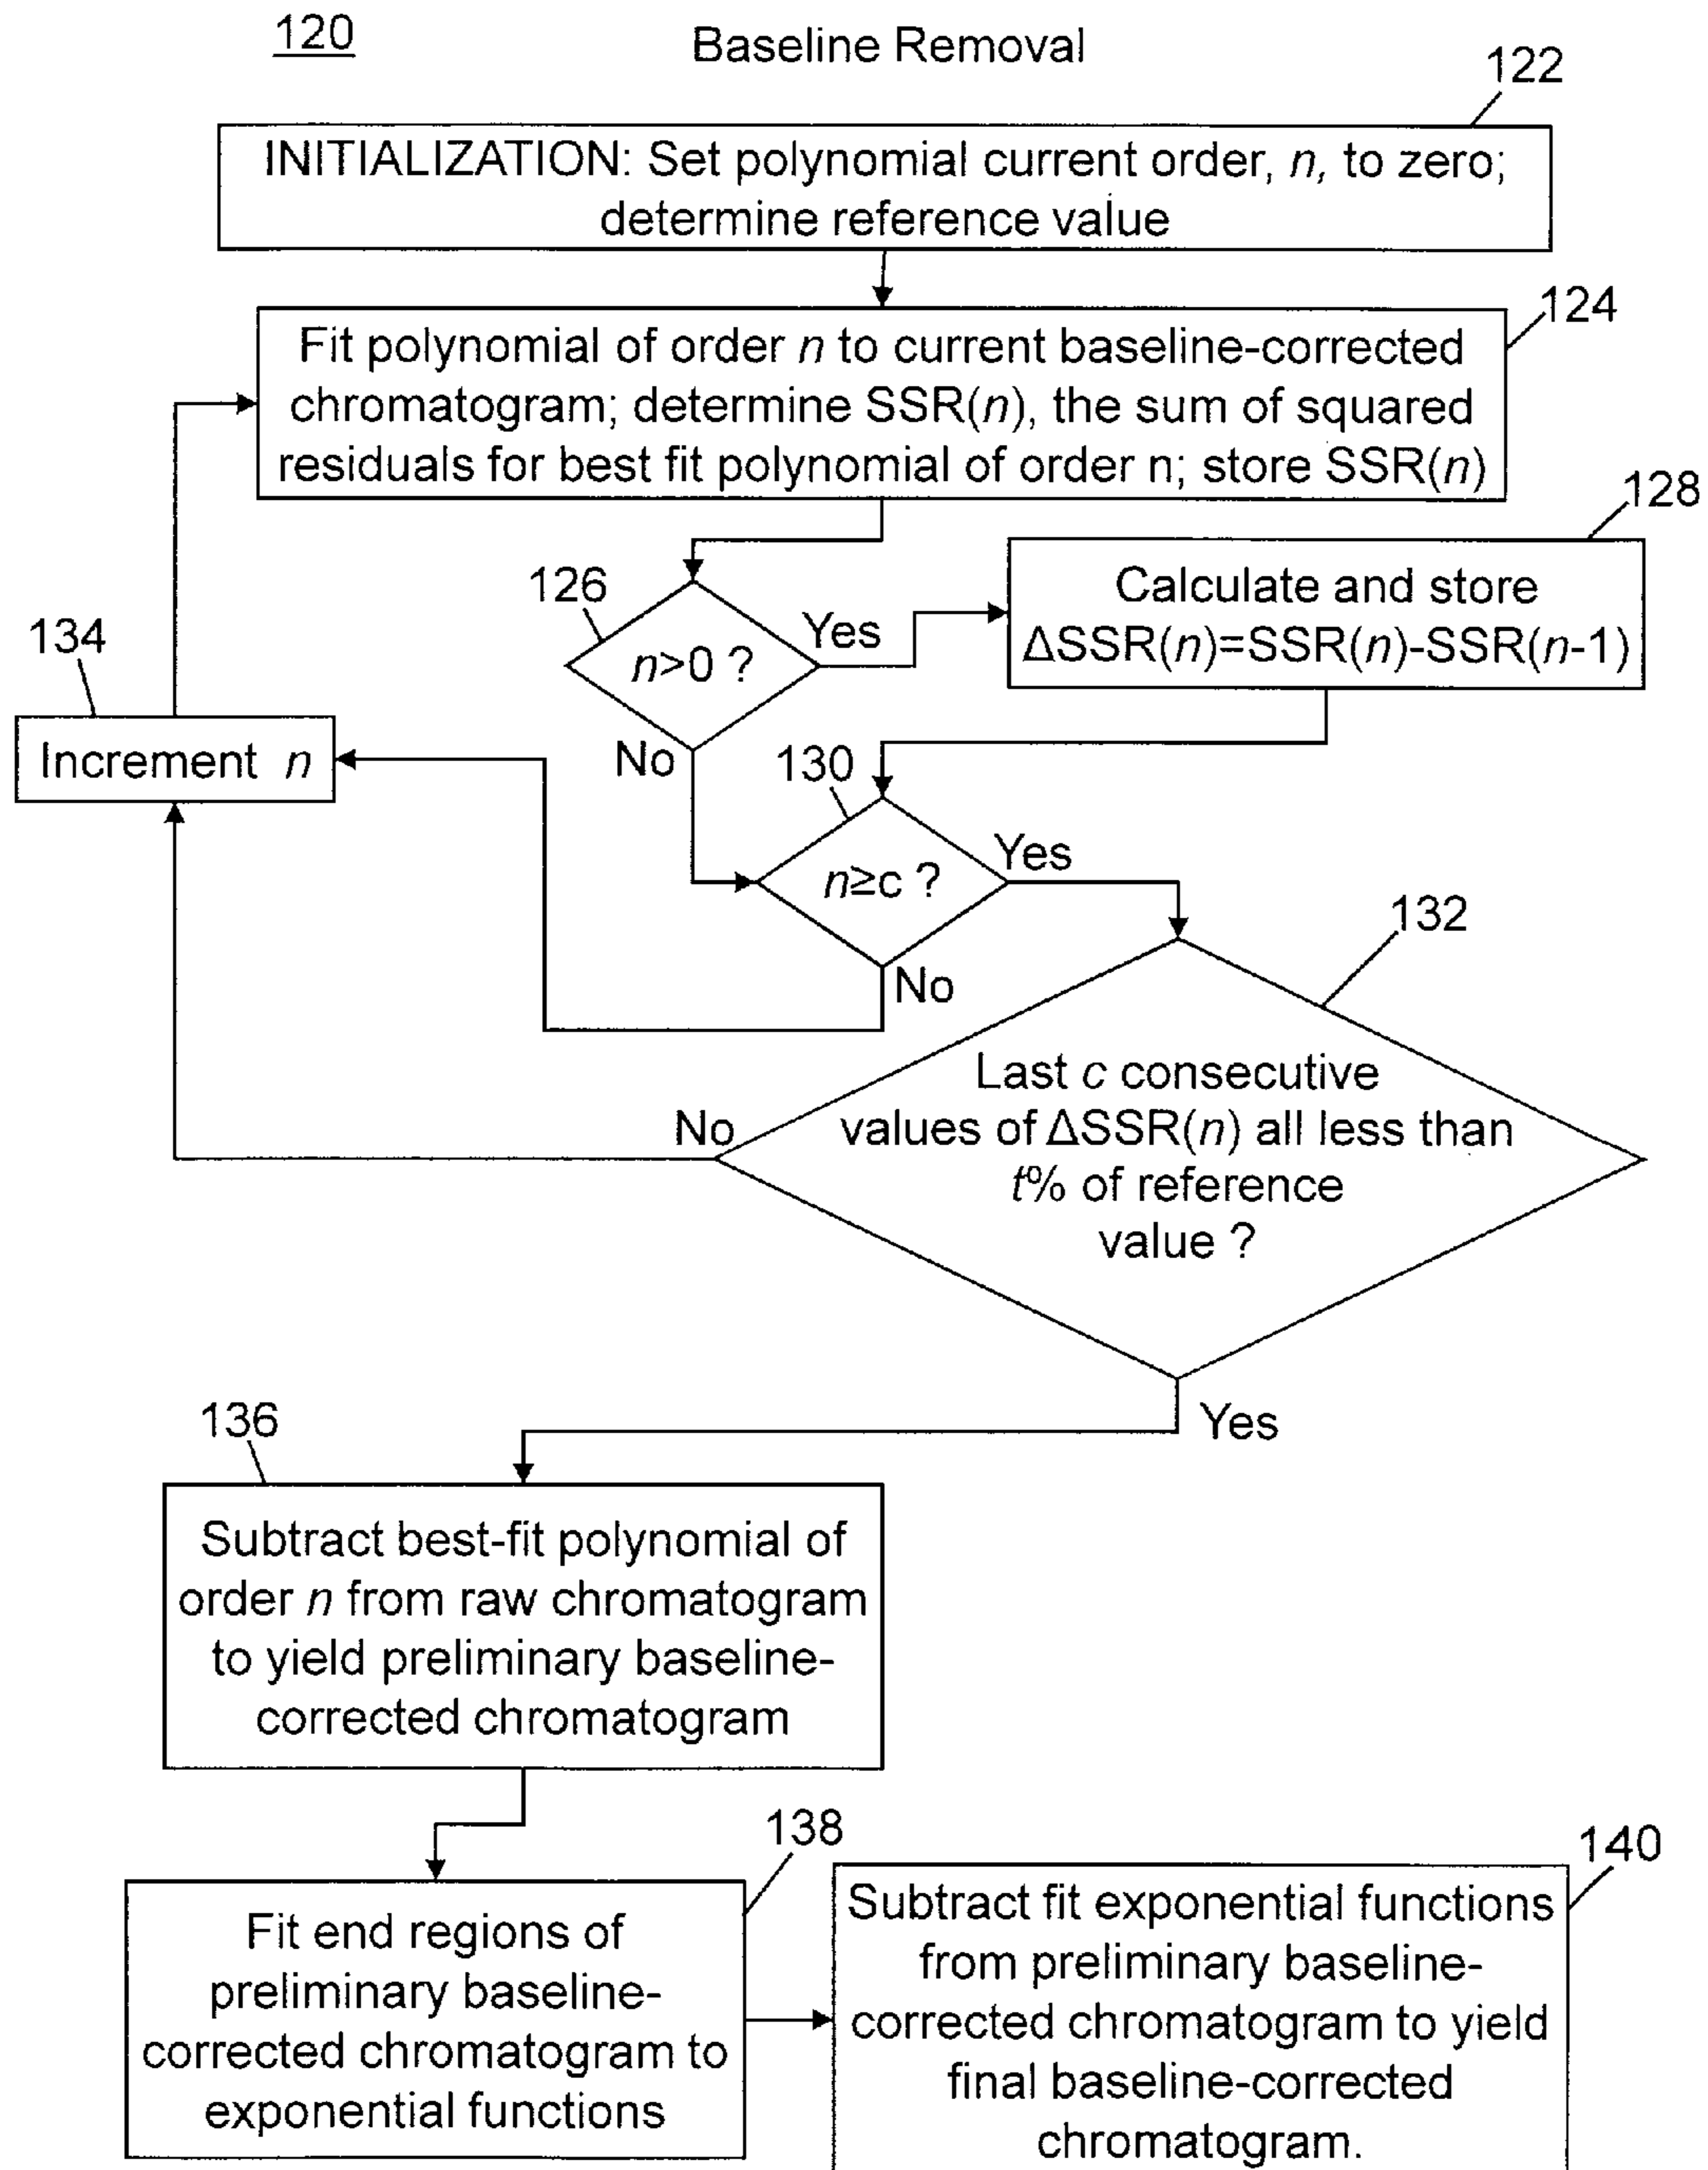 120
Baseline Removal
122
INITIALIZATION: Set polynomial current order, n, to zero;
determine reference value
124
Fit polynomial of order n to current baseline-corrected
chromatogram; determine SSR(n), the sum of squared
residuals for best fit polynomial of order n; store SSR(n)
128
126
Calculate and store
ΔSSR(n)=SSR(n)-SSR(n-1)
Yes
n>0 ?
134
Increment n
No
130
Yes
n≥c ?
132
No
Last c consecutive
values of ΔSSR(n) all less than
t% of reference
value ?
No
Yes
136
Subtract best-fit polynomial of
order n from raw chromatogram
to yield preliminary baseline-
corrected chromatogram
138
Fit end regions of
preliminary baseline-
corrected chromatogram to
exponential functions
140
Subtract fit exponential functions
from preliminary baseline-
corrected chromatogram to yield
final baseline-corrected
chromatogram.